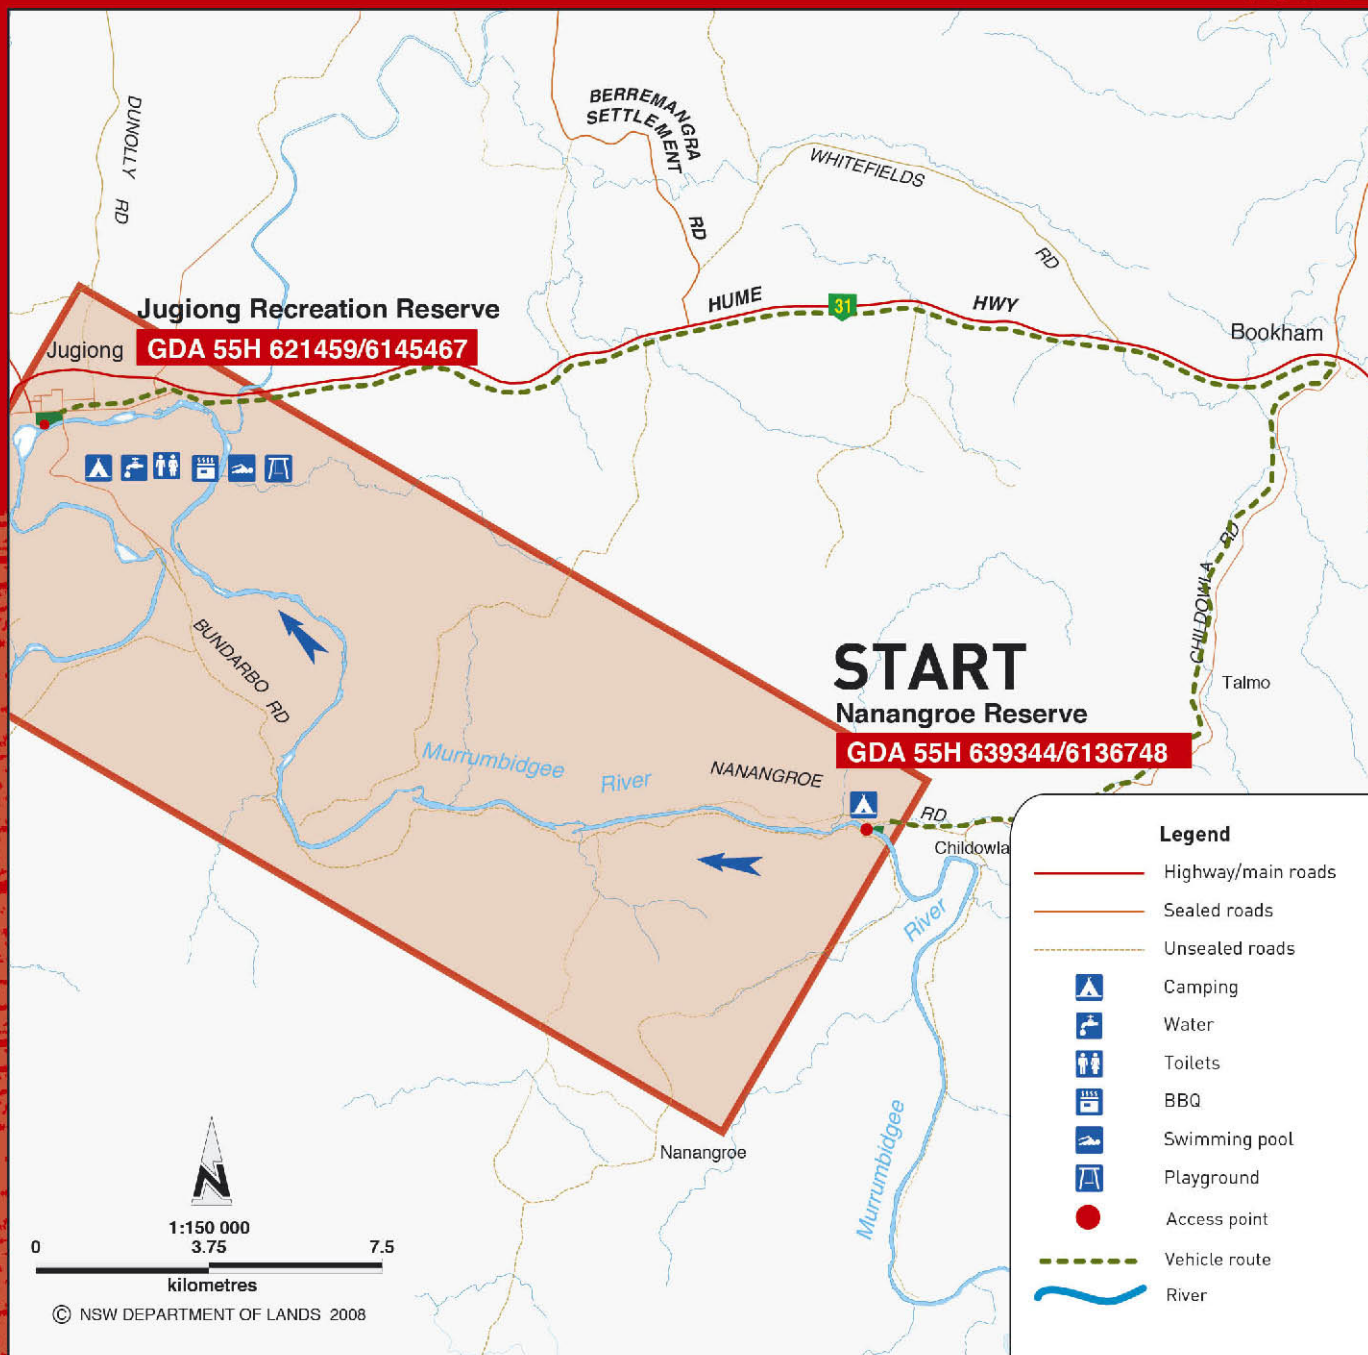 DUNOLLY RD
BERREMANGRA
SETTLEMENT
RD
WHITEFIELDS
RD
HUME
31
HWY
Bookham
Jugiong Recreation Reserve
Jugiong
GDA 55H 621459/6145467
BUNDARBO RD
CHILDOWLA RD
Talmo
START
Nanangroe Reserve
GDA 55H 639344/6136748
Murrumbidgee River
NANANGROE
RD
Childowla
River
Murrumbidgee
Nanangroe
N
1:150 000
0 3.75 7.5
kilometres
© NSW DEPARTMENT OF LANDS 2008
Legend
Highway/main roads
Sealed roads
Unsealed roads
Camping
Water
Toilets
BBQ
Swimming pool
Playground
Access point
Vehicle route
River